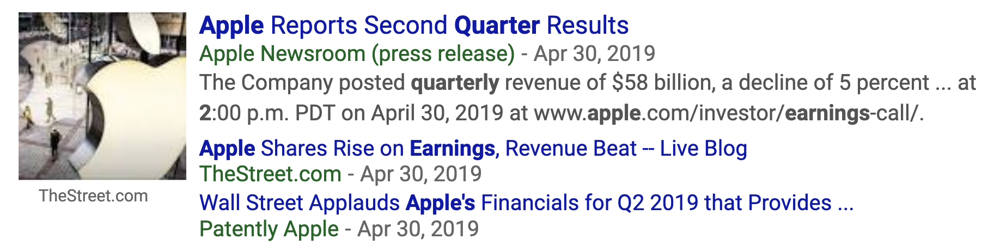 Apple Reports Second Quarter Results
Apple Newsroom (press release) - Apr 30, 2019
The Company posted quarterly revenue of $58 billion, a decline of 5 percent ... at
2:00 p.m. PDT on April 30, 2019 at www.apple.com/investor/earnings-call/.
Apple Shares Rise on Earnings, Revenue Beat -- Live Blog
TheStreet.com - Apr 30, 2019
TheStreet.com
Wall Street Applauds Apple's Financials for Q2 2019 that Provides ...
Patently Apple - Apr 30, 2019